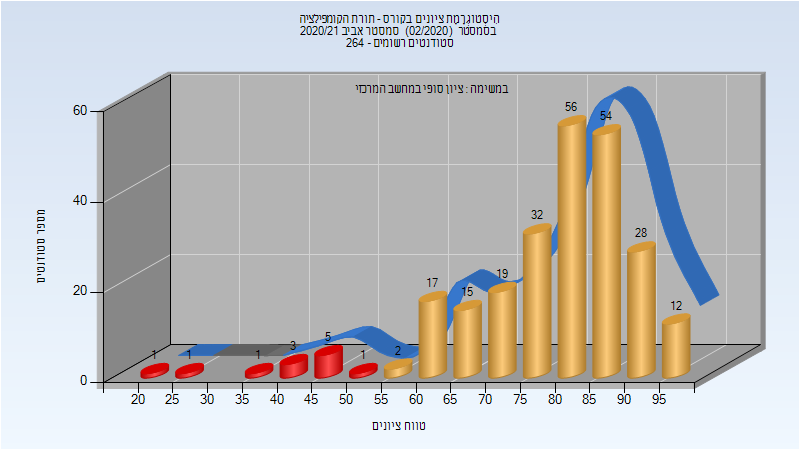 היסטוגרמת ציונים בקורס - תורת הקומפילציה
בסמסטר (02/2020) סמסטר אביב 2020/21
סטודנטים רשומים - 264
במשימה : ציון סופי במחשב המרכזי
מספר סטודנטים
60
40
20
0
1
1
1
3
5
1
2
17
15
19
32
56
54
28
12
20 25 30 35 40 45 50 55 60 65 70 75 80 85 90 95
טווח ציונים